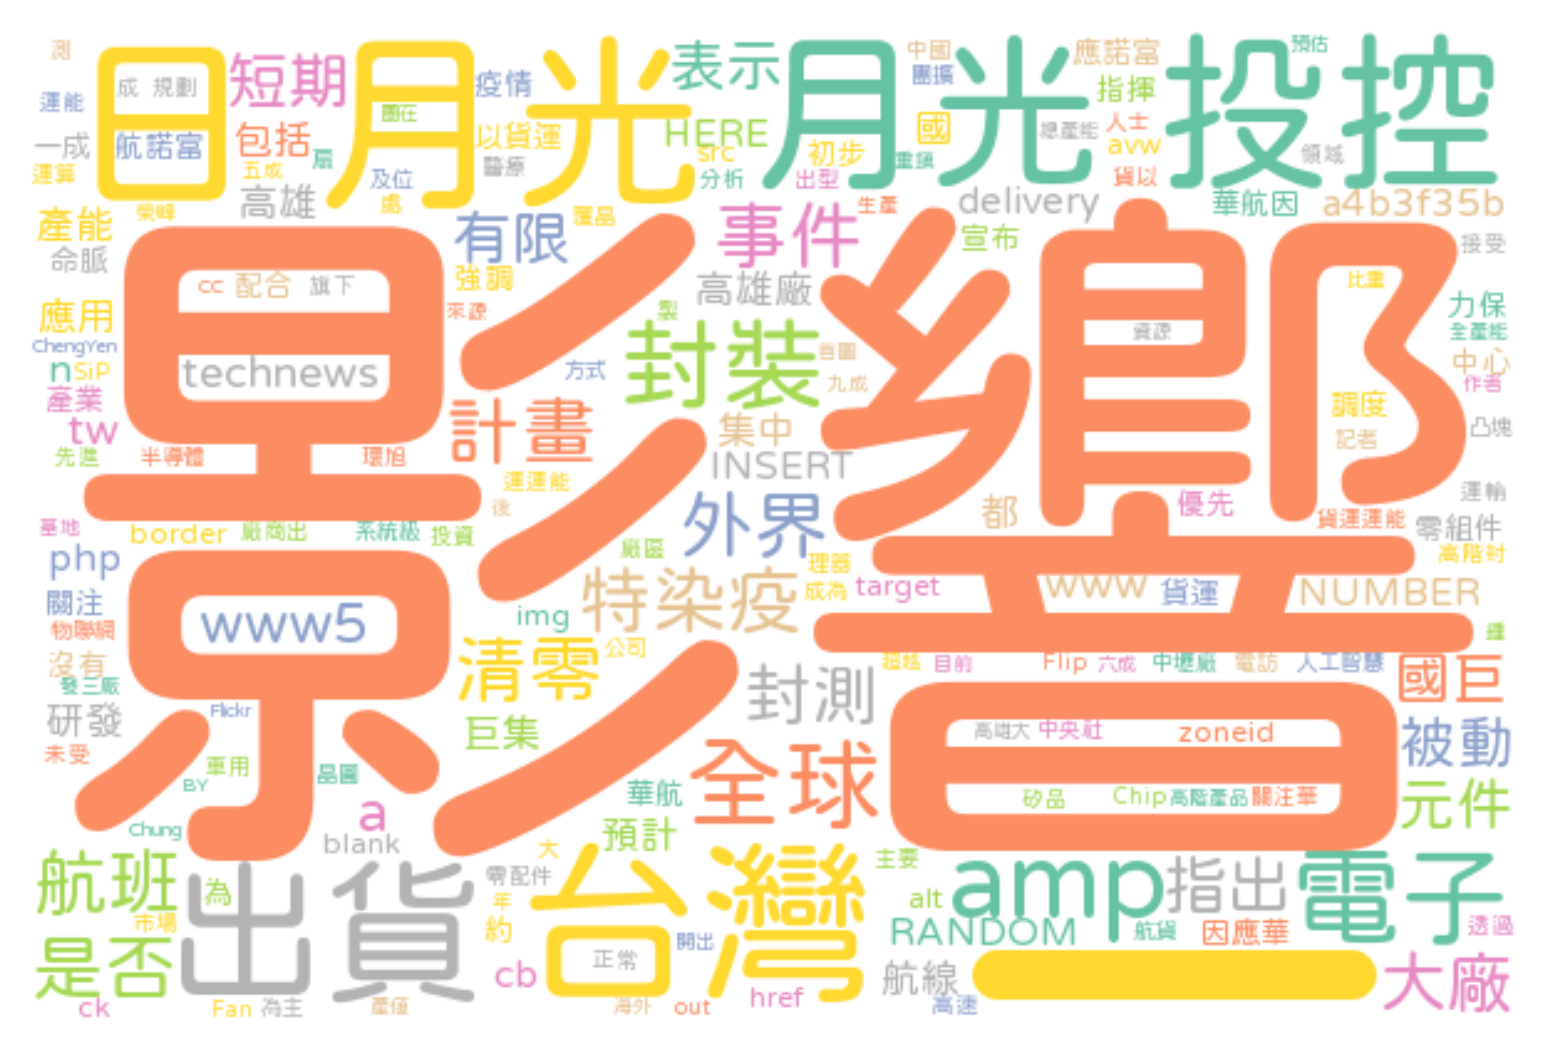 測
日月光
月光投控
預估
成 規劃
短期
疫情
表示
中國
團擴
應諾富
運能
圈在
指揮
HERE
國
總產能
人士
一成
航諾富
包括
扇
以貨運
src
初步
重鎮
avw
領域
運算
五成
及位
醫療
分析
出型
貨以
榮峰
高雄
處
覆晶
生產
delivery
華航因
a4b3f35b
產能
有限
事件
宣布
接受
命脈
cc
配合
旗下
強調
高雄廠
比重
應用
來源
製
力保
ChengYen
資源
全產能
n
SiP
technews
方式
封裝
首圈
中心
產業
九成
作者
tw
計畫
集中
調度
凸塊
先進
半導體
環旭
INSERT
記者
運運能
優先
運輸
影響
基地
後
外界
都
貨運運能
零組件
border
廠商出
系統級
投資
廠區
高階封
php
理器
關注
特染疫
成為
target
www
貨運
NUMBER
物聯網
www5
img
鍾
沒有
清零
公司
超越
目前
Flip
六成
中壢廠
電訪
人工智慧
國巨
發三廠
研發
Flickr
巨集
封測
高雄大
中央社
zoneid
被動
未受
車用
BY
晶圓
全球
Chung
a
華航
矽品
Chip
高階產品
關注華
元件
blank
預計
大
主要
航班
為
出貨
零配件
台灣
amp
指出
電子
alt
市場
年
約
開出
RANDOM
航貨
因應華
透過
是否
cb
正常
航線
一
大廠
ck
Fan
為主
產值
海外
out
href
高速